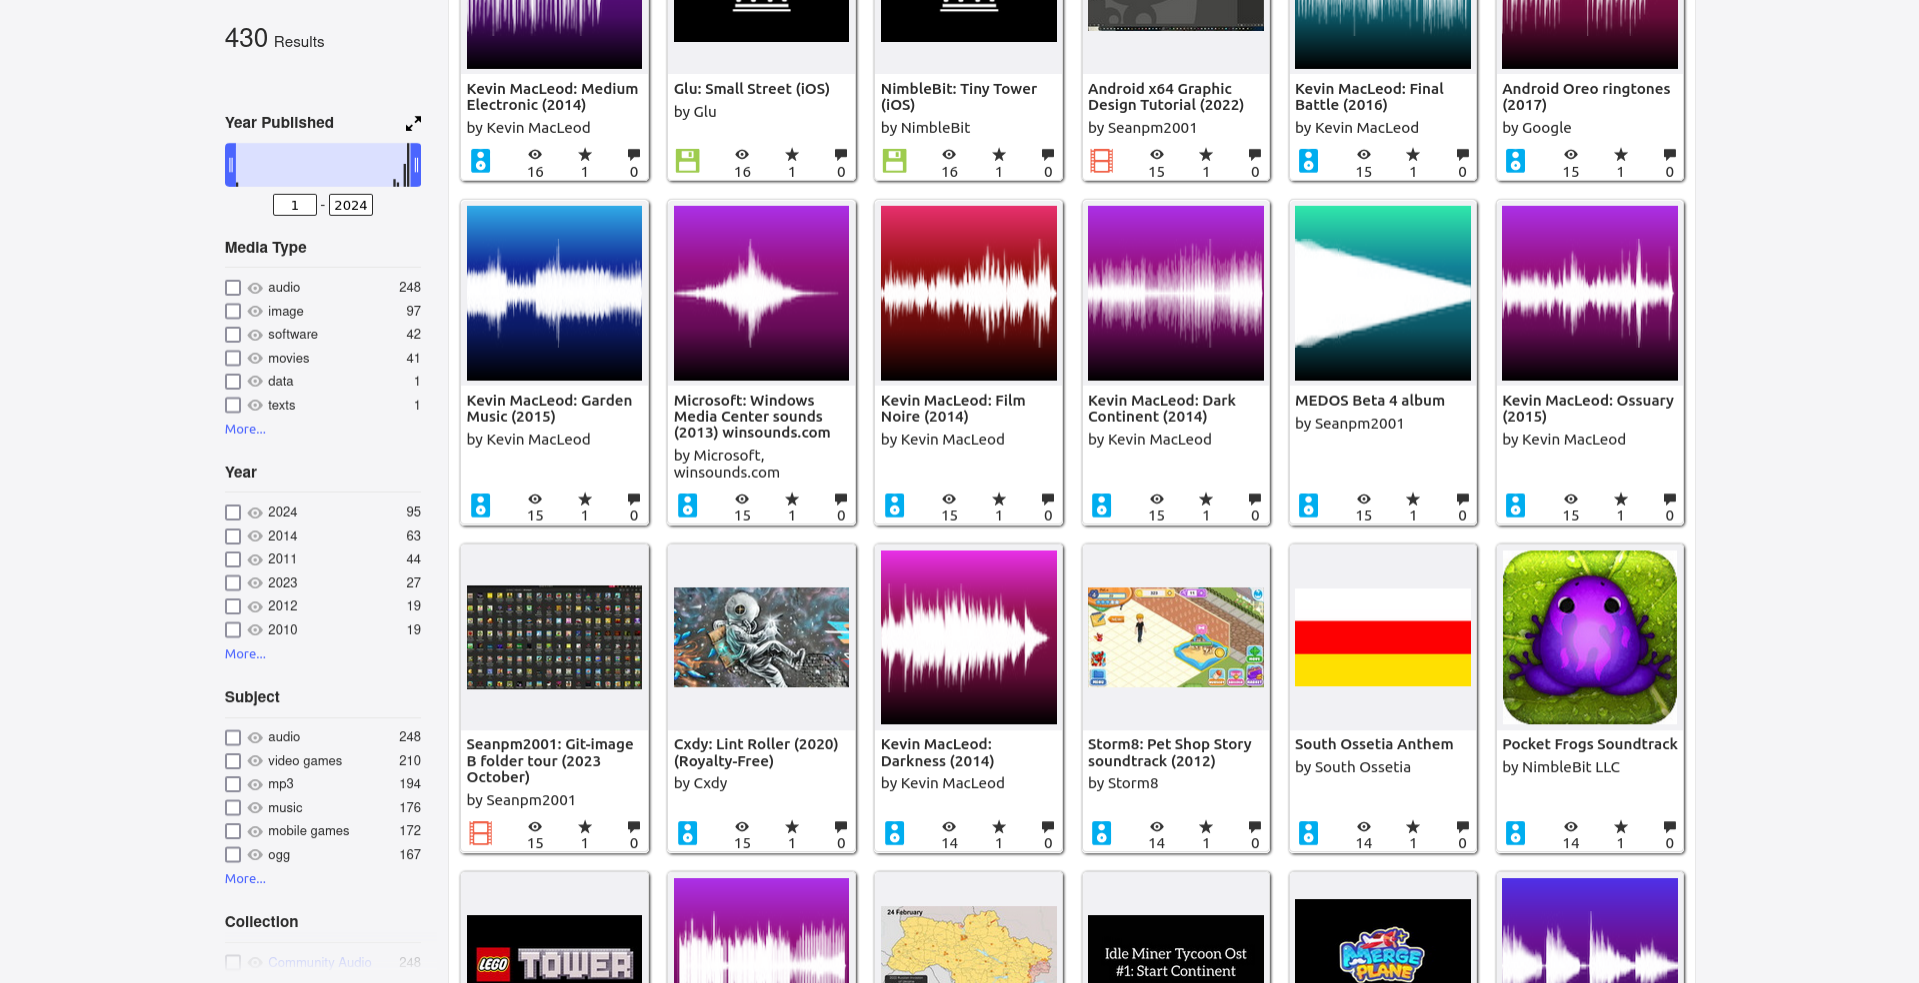 430 Results
Year Published
1 - 2024
Media Type
audio 248
image 97
software 42
movies 41
data 1
texts 1
More...
Year
2024 95
2014 63
2011 44
2023 27
2012 19
2010 19
More...
Subject
audio 248
video games 210
mp3 194
music 176
mobile games 172
ogg 167
More...
Collection
Community Audio 248
Kevin MacLeod: Medium
Electronic (2014)
by Kevin MacLeod
16 1 0
Glu: Small Street (iOS)
by Glu
16 1 0
NimbleBit: Tiny Tower
(iOS)
by NimbleBit
16 1 0
Android x64 Graphic
Design Tutorial (2022)
by Seanpm2001
15 1 0
Kevin MacLeod: Final
Battle (2016)
by Kevin MacLeod
15 1 0
Android Oreo ringtones
(2017)
by Google
15 1 0
Kevin MacLeod: Garden
Music (2015)
by Kevin MacLeod
15 1 0
Microsoft: Windows
Media Center sounds
(2013) winsounds.com
by Microsoft,
winsounds.com
15 1 0
Kevin MacLeod: Film
Noire (2014)
by Kevin MacLeod
15 1 0
Kevin MacLeod: Dark
Continent (2014)
by Kevin MacLeod
15 1 0
MEDOS Beta 4 album
by Seanpm2001
15 1 0
Kevin MacLeod: Ossuary
(2015)
by Kevin MacLeod
15 1 0
Seanpm2001: Git-image
B folder tour (2023
October)
by Seanpm2001
15 1 0
Cxdy: Lint Roller (2020)
(Royalty-Free)
by Cxdy
15 1 0
Kevin MacLeod:
Darkness (2014)
by Kevin MacLeod
14 1 0
Storm8: Pet Shop Story
soundtrack (2012)
by Storm8
14 1 0
South Ossetia Anthem
by South Ossetia
14 1 0
Pocket Frogs Soundtrack
by NimbleBit LLC
14 1 0
LEGO TOWER
24 February
Idle Miner Tycoon Ost
#1: Start Continent
MERGE
PLANE